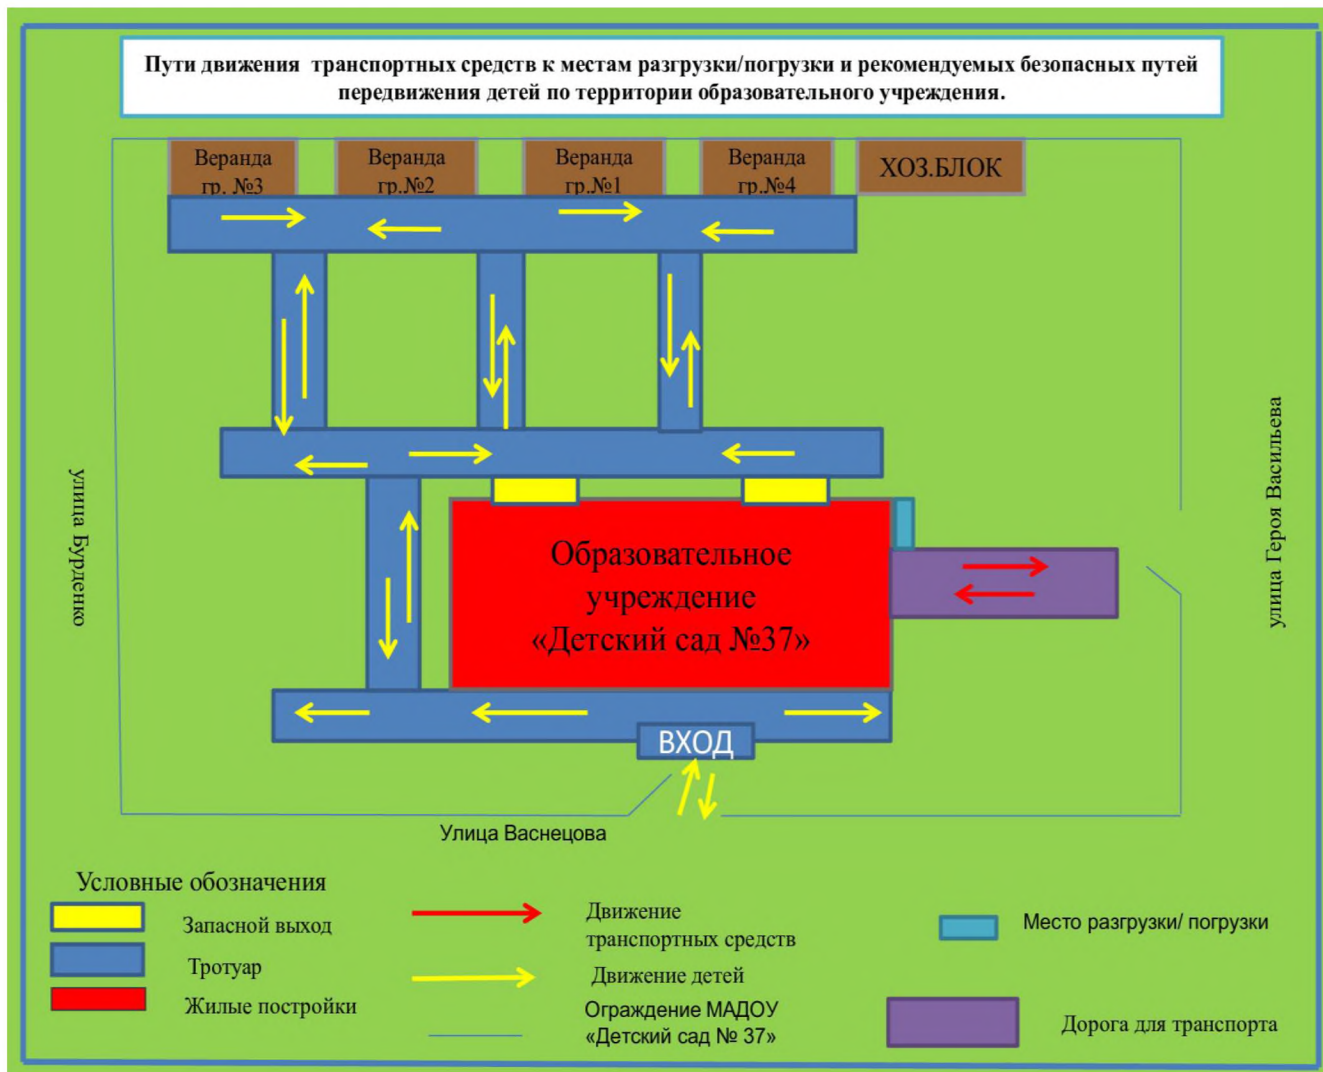 Пути движения транспортных средств к местам разгрузки/погрузки и рекомендуемых безопасных путей
передвижения детей по территории образовательного учреждения.
Веранда
гр. №3
Веранда
гр.№2
Веранда
гр.№1
Веранда
гр.№4
ХОЗ.БЛОК
улица Бурденко
улица Героя Васильева
Образовательное
учреждение
«Детский сад №37»
ВХОД
Улица Васнецова
Условные обозначения
Запасной выход
Тротуар
Жилые постройки
Движение
транспортных средств
Движение детей
Ограждение МАДОУ
«Детский сад № 37»
Место разгрузки/ погрузки
Дорога для транспорта